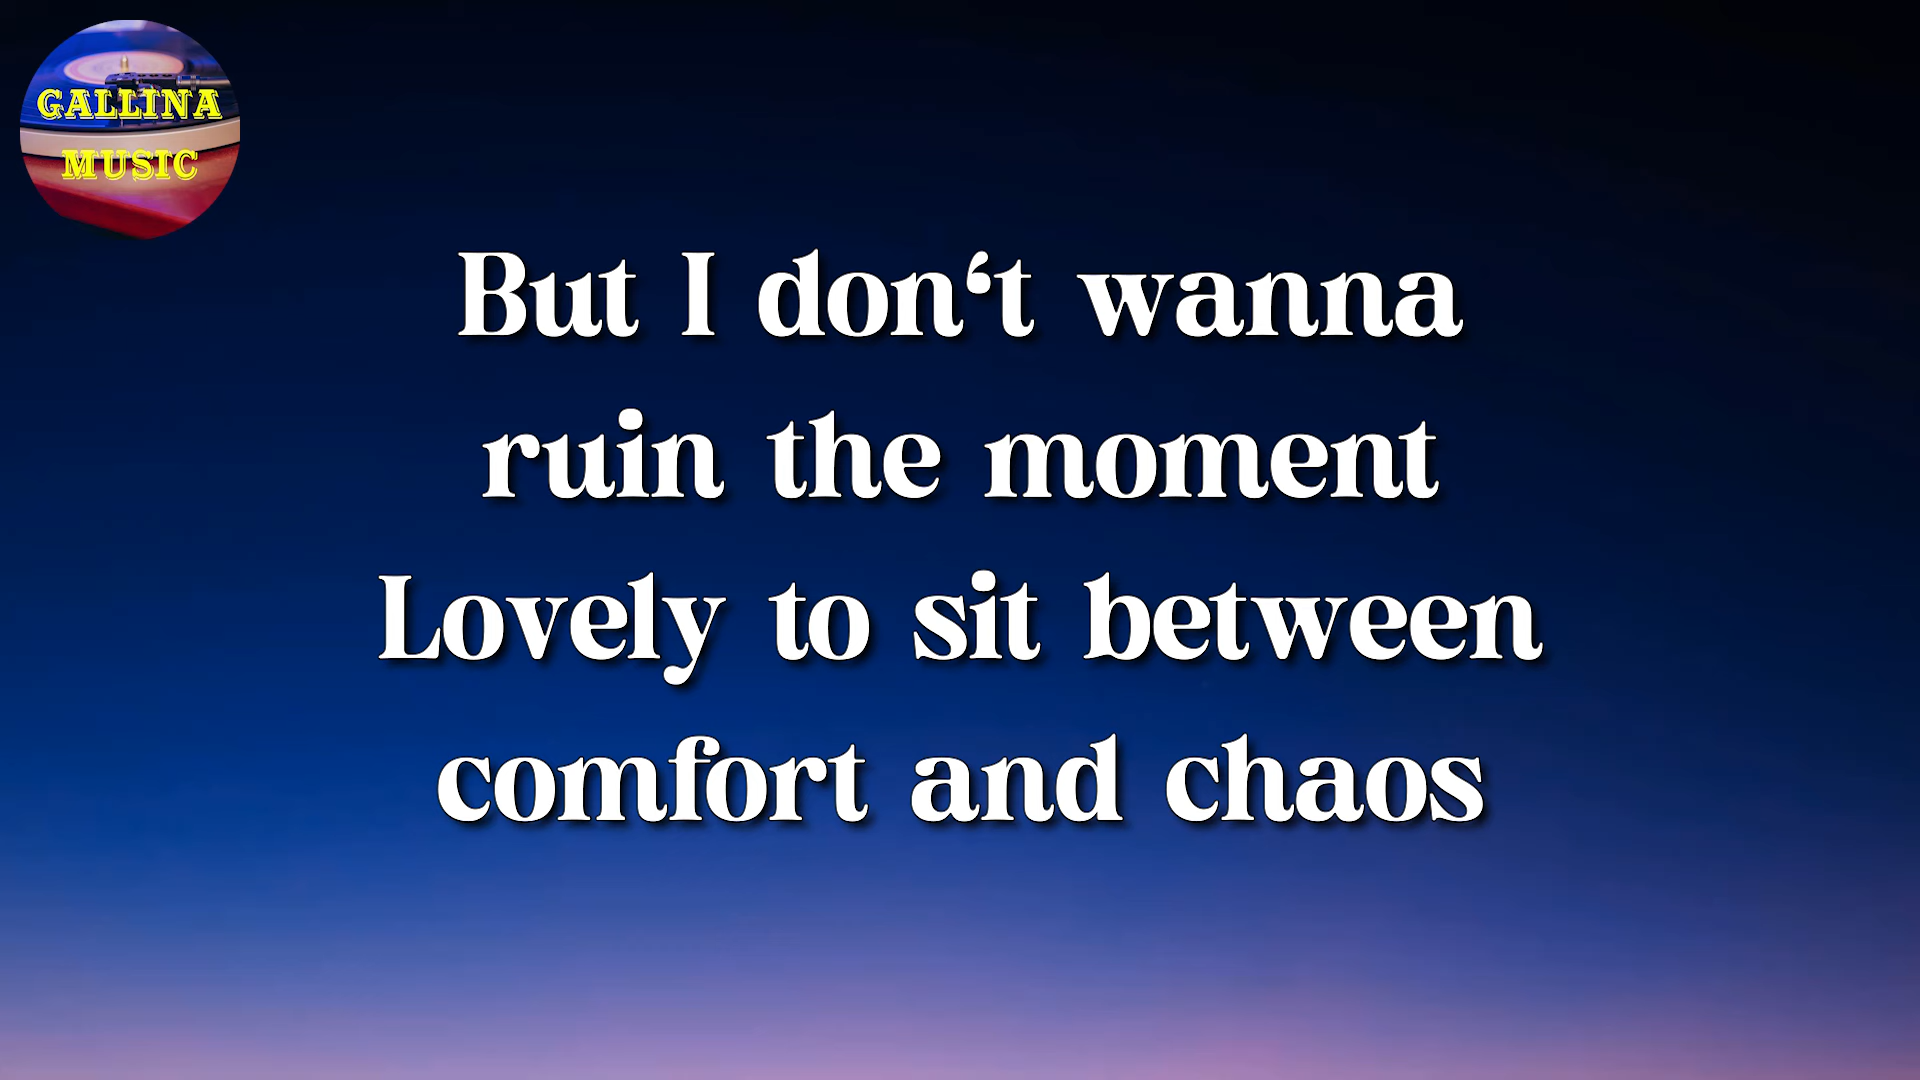 GALLINA
MUSIC
But I don‘t wanna
ruin the moment
Lovely to sit between
comfort and chaos